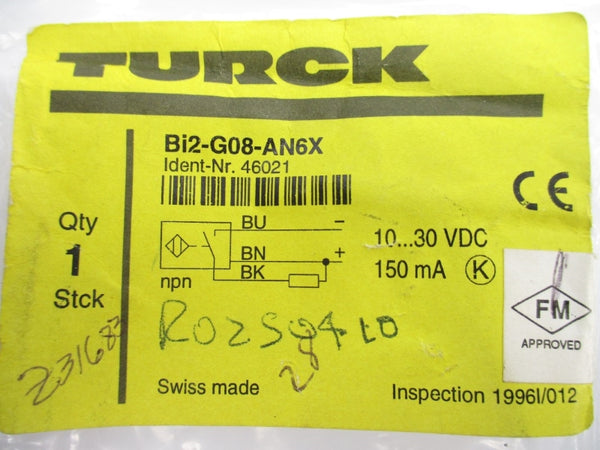 TURCK
Bi2-G08-AN6X
Ident-Nr. 46021
CE
Qty
1
Stck
BU –
BN +
BK
npn
10...30 VDC
150 mA K
FM
APPROVED
Swiss made
Inspection 1996I/012